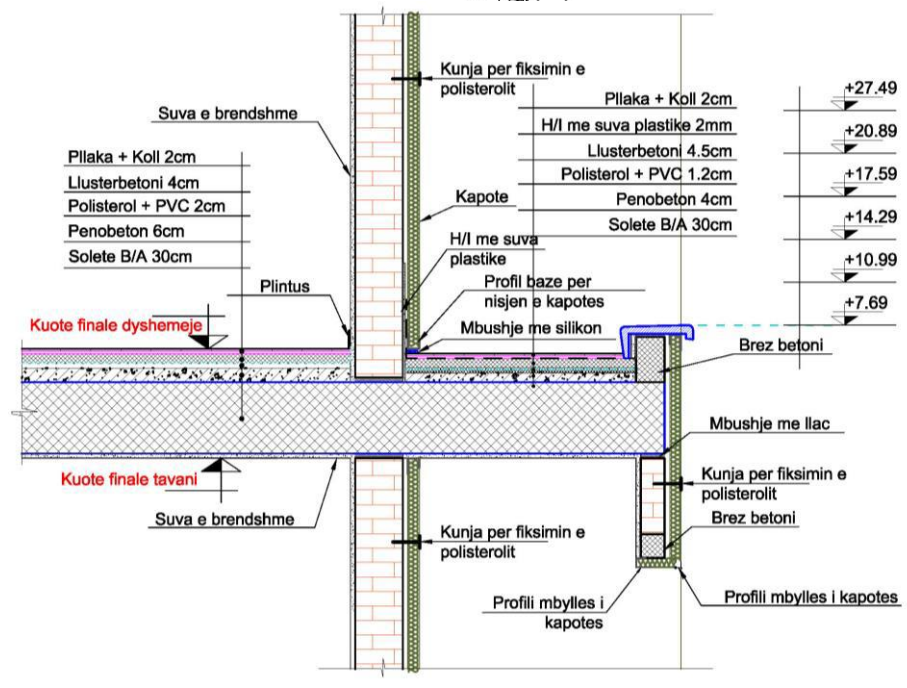 Kunja per fiksimin e
polisterolit
Suva e brendshme
Pllaka + Koll 2cm
Llusterbetoni 4cm
Polisterol + PVC 2cm
Penobeton 6cm
Solete B/A 30cm
Pllaka + Koll 2cm
H/I me suva plastike 2mm
Llusterbetoni 4.5cm
Polisterol + PVC 1.2cm
Penobeton 4cm
Solete B/A 30cm
+27.49
+20.89
+17.59
+14.29
+10.99
+7.69
Kapote
H/I me suva
plastike
Plintus
Profil baze per
nisjen e kapotes
Kuote finale dyshemeje
Mbushje me silikon
Brez betoni
Mbushje me llac
Kuote finale tavani
Kunja per fiksimin e
polisterolit
Suva e brendshme
Brez betoni
Kunja per fiksimin e
polisterolit
Profili mbylles i
kapotes
Profili mbylles i kapotes